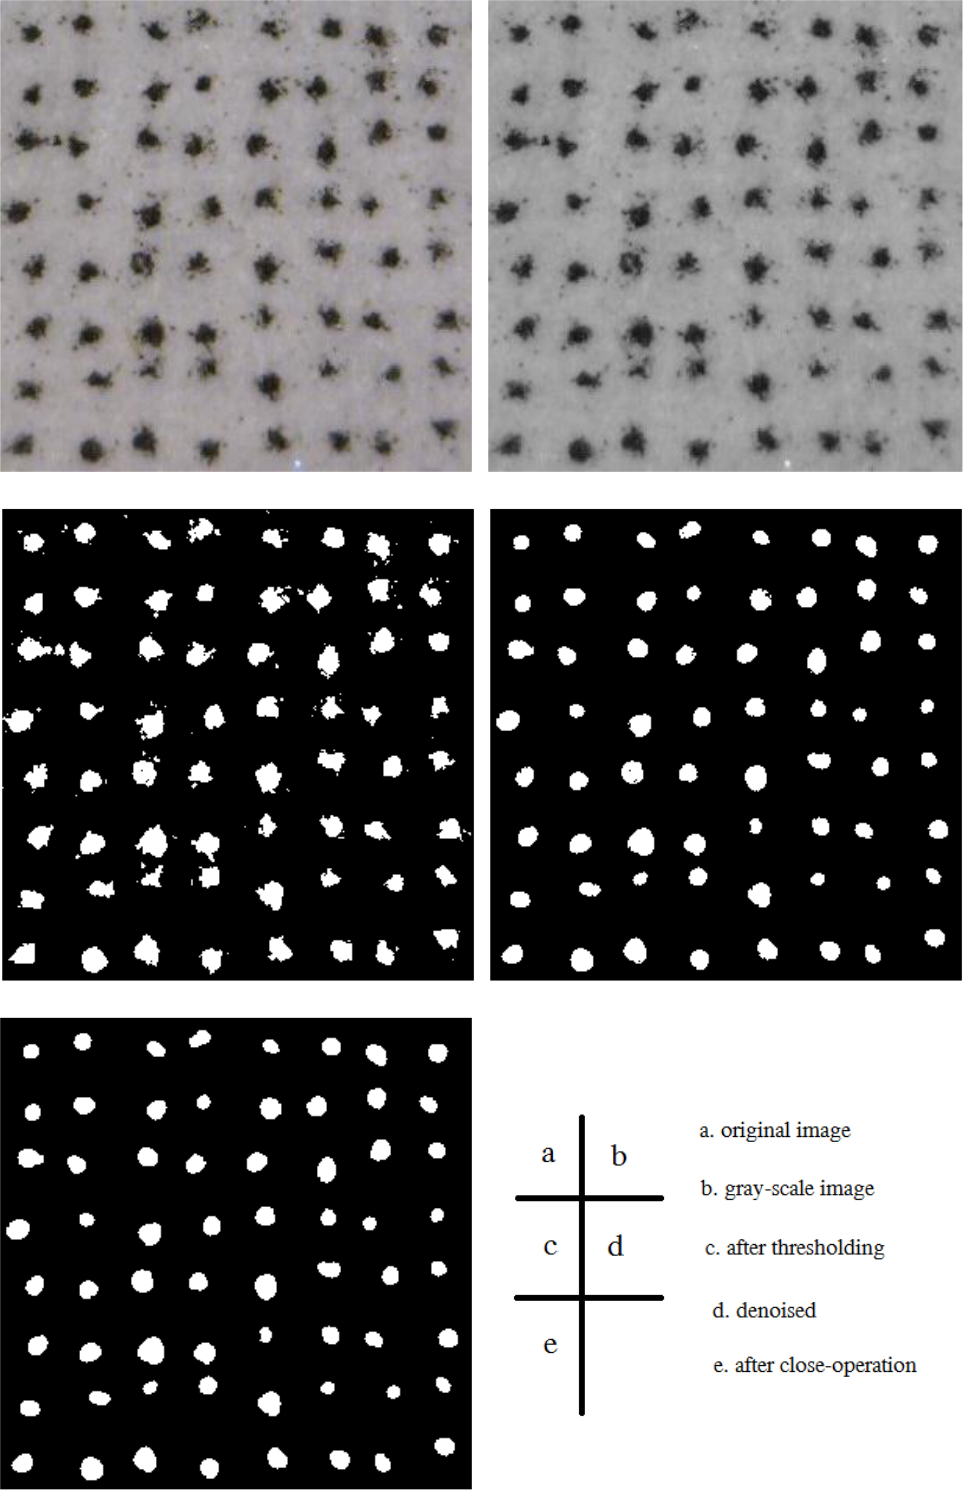 a b
a. original image
b. gray-scale image
c d
c. after thresholding
d. denoised
e
e. after close-operation